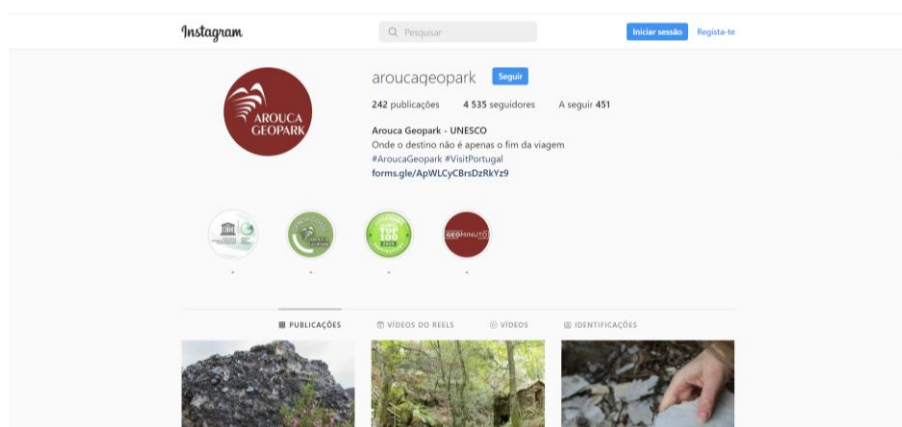 Instagram
Pesquisar
Iniciar sessão
Regista-te
AROUCA
GEOPARK
aroucageopark
Seguir
242 publicações 4 535 seguidores A seguir 451
Arouca Geopark - UNESCO
Onde o destino não é apenas o fim da viagem
#AroucaGeopark #VisitPortugal
forms.gle/ApWLCyCBrsDzRkYz9
TOP
100
GEOMINUTO
PUBLICAÇÕES
VÍDEOS DO REELS
VÍDEOS
IDENTIFICAÇÕES